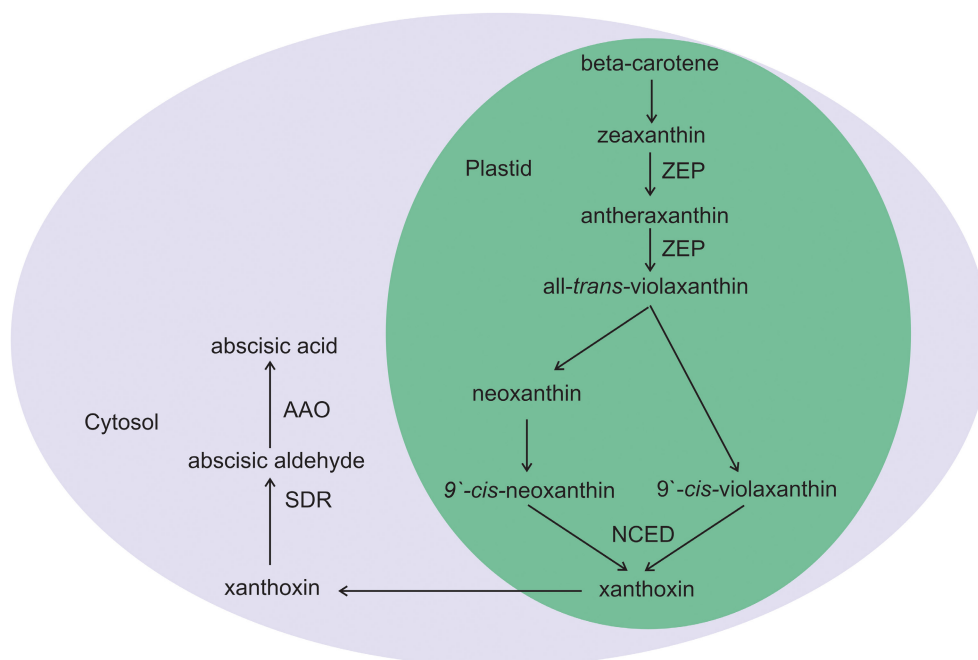 beta-carotene
zeaxanthin
Plastid
ZEP
antheraxanthin
ZEP
all-trans-violaxanthin
neoxanthin
9`-cis-neoxanthin
9`-cis-violaxanthin
NCED
xanthoxin
xanthoxin
SDR
abscisic aldehyde
AAO
abscisic acid
Cytosol